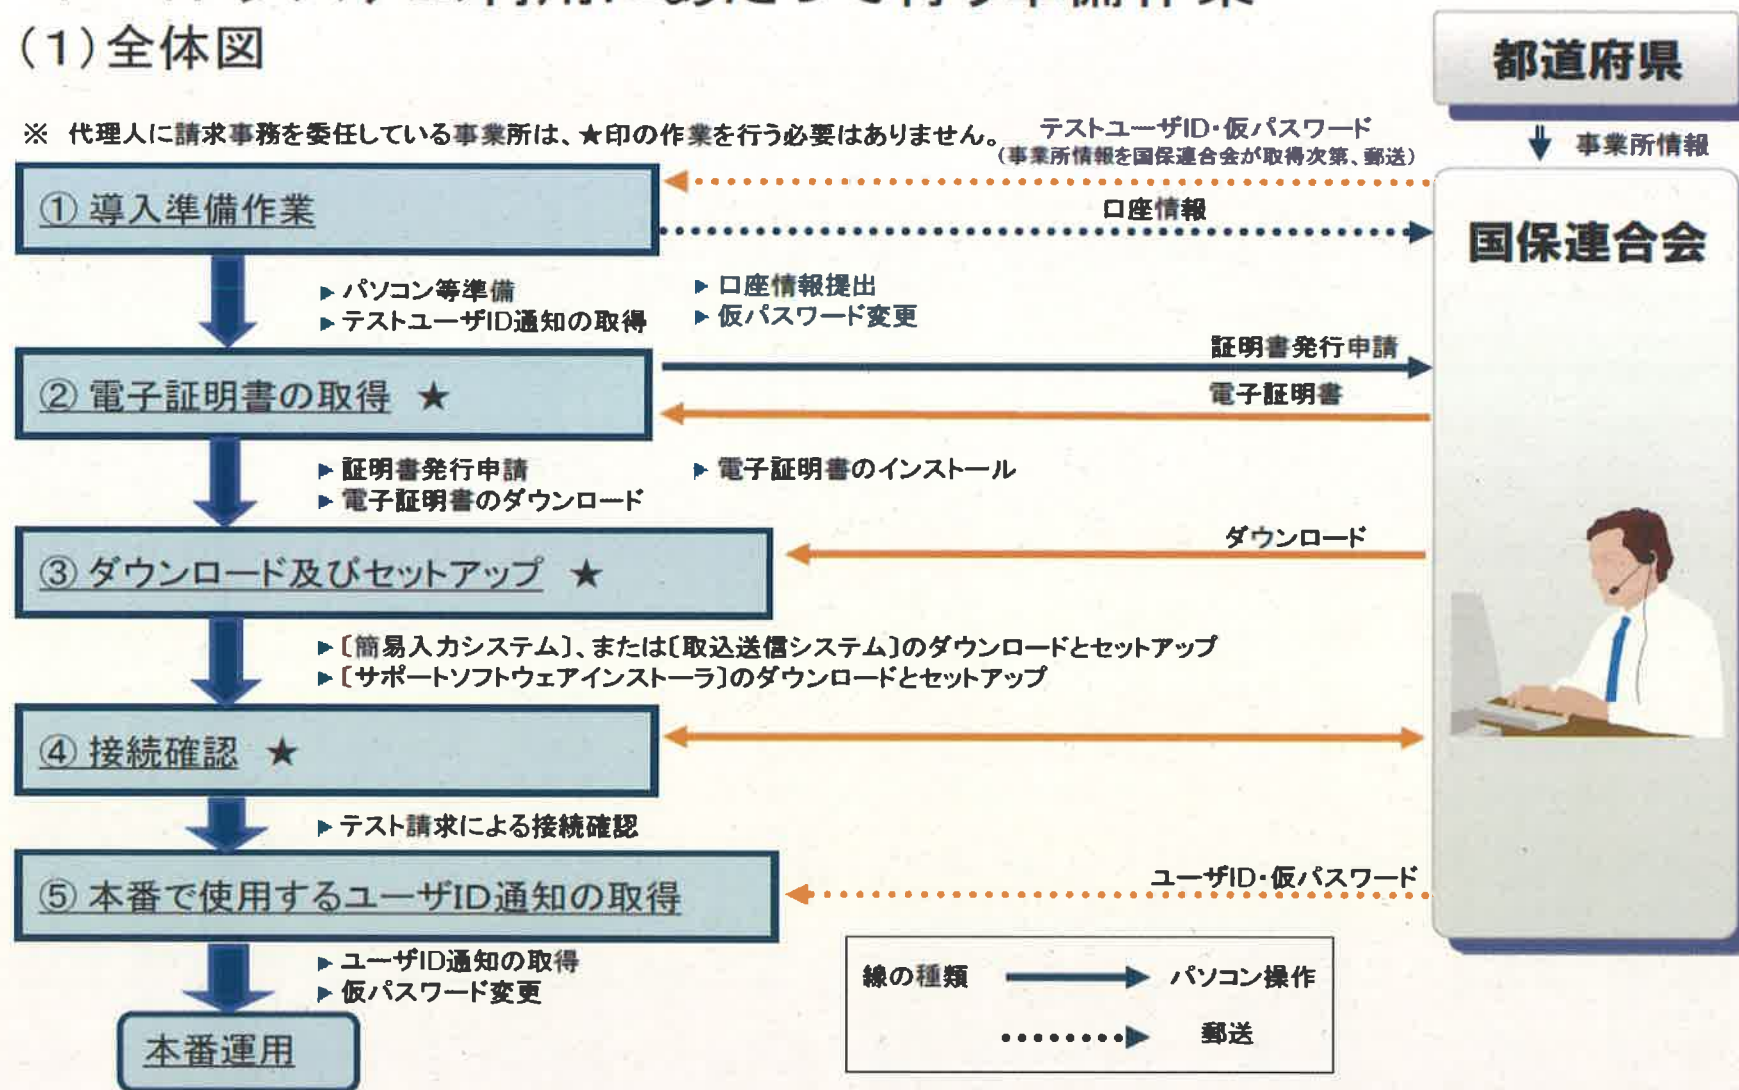 (1)全体図
都道府県
※ 代理人に請求事務を委任している事業所は、★印の作業を行う必要はありません。
テストユーザID・仮パスワード
(事業所情報を国保連合会が取得次第、郵送)
事業所情報
① 導入準備作業
口座情報
国保連合会
▶ パソコン等準備
▶ テストユーザID通知の取得
▶ 口座情報提出
▶ 仮パスワード変更
証明書発行申請
② 電子証明書の取得 ★
電子証明書
▶ 証明書発行申請
▶ 電子証明書のダウンロード
▶ 電子証明書のインストール
ダウンロード
③ ダウンロード及びセットアップ ★
▶〔簡易入力システム〕、または〔取込送信システム〕のダウンロードとセットアップ
▶〔サポートソフトウェアインストーラ〕のダウンロードとセットアップ
④ 接続確認 ★
▶ テスト請求による接続確認
ユーザID・仮パスワード
⑤ 本番で使用するユーザID通知の取得
▶ ユーザID通知の取得
▶ 仮パスワード変更
線の種類
パソコン操作
郵送
本番運用